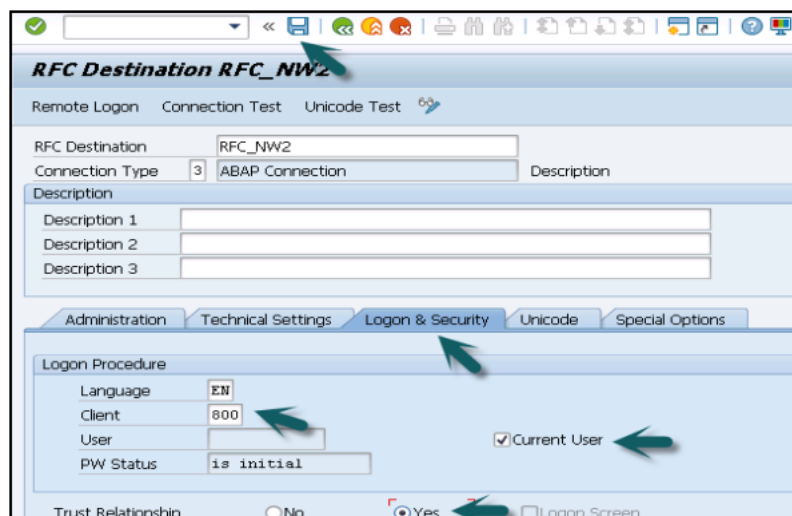 RFC Destination RFC_NW2
Remote Logon Connection Test Unicode Test
RFC Destination RFC_NW2
Connection Type 3 ABAP Connection Description
Description
Description 1
Description 2
Description 3
Administration Technical Settings Logon & Security Unicode Special Options
Logon Procedure
Language EN
Client 800
User Current User
PW Status is initial
Trust Relationship No Yes Logon Screen